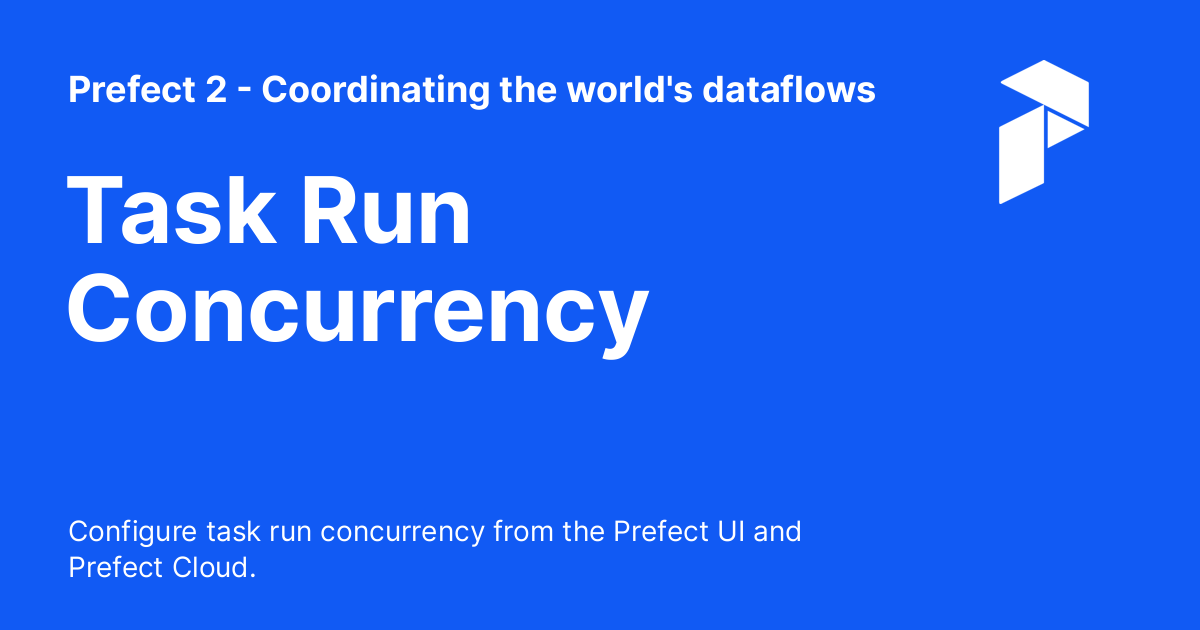 Prefect 2 - Coordinating the world's dataflows
Task Run
Concurrency
Configure task run concurrency from the Prefect UI and
Prefect Cloud.